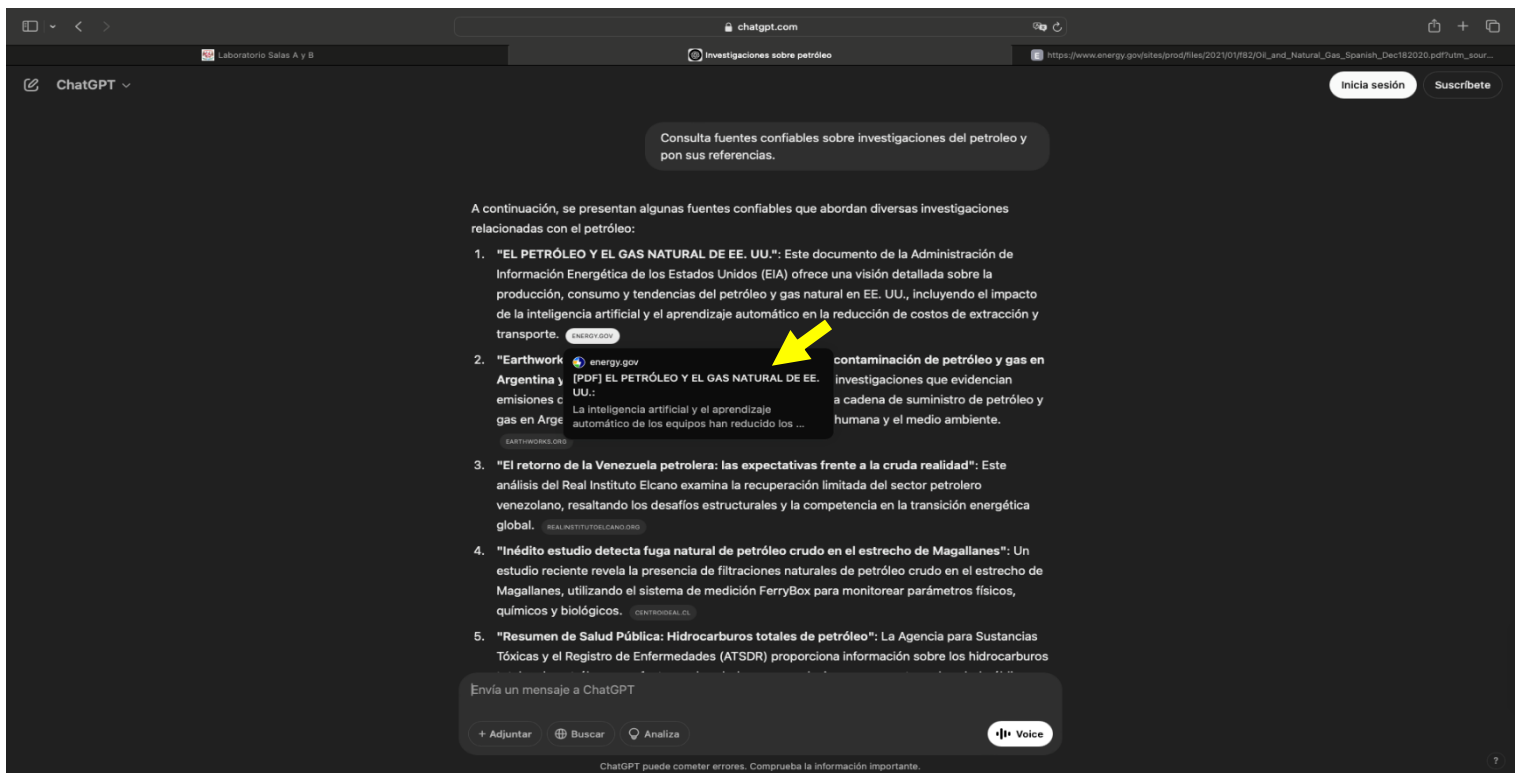 chatgpt.com
Laboratorio Salas A y B
Investigaciones sobre petróleo
https://www.energy.gov/sites/prod/files/2021/01/f82/Oil_and_Natural_Gas_Spanish_Dec182020.pdf?utm_sour...
ChatGPT
Inicia sesión
Suscríbete
Consulta fuentes confiables sobre investigaciones del petroleo y
pon sus referencias.
A continuación, se presentan algunas fuentes confiables que abordan diversas investigaciones
relacionadas con el petróleo:
1. "EL PETRÓLEO Y EL GAS NATURAL DE EE. UU.": Este documento de la Administración de
Información Energética de los Estados Unidos (EIA) ofrece una visión detallada sobre la
producción, consumo y tendencias del petróleo y gas natural en EE. UU., incluyendo el impacto
de la inteligencia artificial y el aprendizaje automático en la reducción de costos de extracción y
transporte. ENERGY.GOV
energy.gov
[PDF] EL PETRÓLEO Y EL GAS NATURAL DE EE.
UU.:
La inteligencia artificial y el aprendizaje
automático de los equipos han reducido los ...
2. "Earthwork contaminación de petróleo y gas en
Argentina y investigaciones que evidencian
emisiones a cadena de suministro de petróleo y
gas en Arge humana y el medio ambiente.
EARTHWORKS.ORG
3. "El retorno de la Venezuela petrolera: las expectativas frente a la cruda realidad": Este
análisis del Real Instituto Elcano examina la recuperación limitada del sector petrolero
venezolano, resaltando los desafíos estructurales y la competencia en la transición energética
global. REALINSTITUTOELCANO.ORG
4. "Inédito estudio detecta fuga natural de petróleo crudo en el estrecho de Magallanes": Un
estudio reciente revela la presencia de filtraciones naturales de petróleo crudo en el estrecho de
Magallanes, utilizando el sistema de medición FerryBox para monitorear parámetros físicos,
químicos y biológicos. CENTROIDEAL.CL
5. "Resumen de Salud Pública: Hidrocarburos totales de petróleo": La Agencia para Sustancias
Tóxicas y el Registro de Enfermedades (ATSDR) proporciona información sobre los hidrocarburos
Envía un mensaje a ChatGPT
+ Adjuntar
Buscar
Analiza
Voice
ChatGPT puede cometer errores. Comprueba la información importante.
?